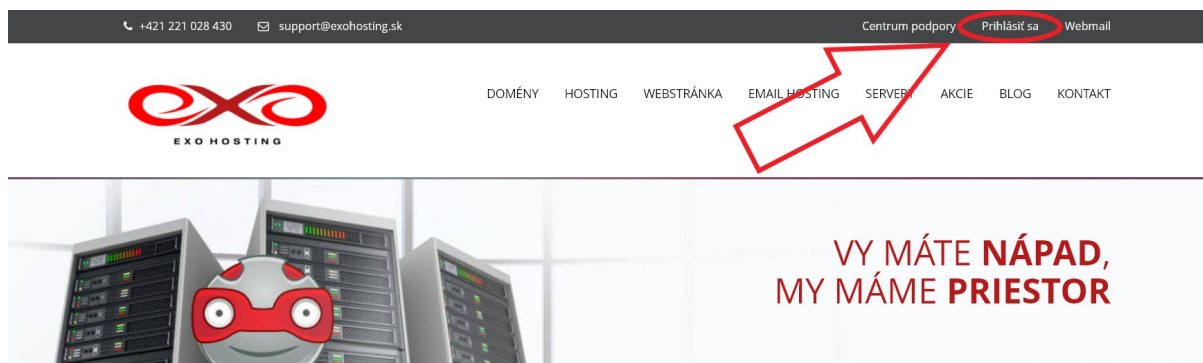 +421 221 028 430 support@exohosting.sk Centrum podpory Prihlásiť sa Webmail
EXO HOSTING
DOMÉNY HOSTING WEBSTRÁNKA EMAIL HOSTING SERVERY AKCIE BLOG KONTAKT
VY MÁTE NÁPAD,
MY MÁME PRIESTOR